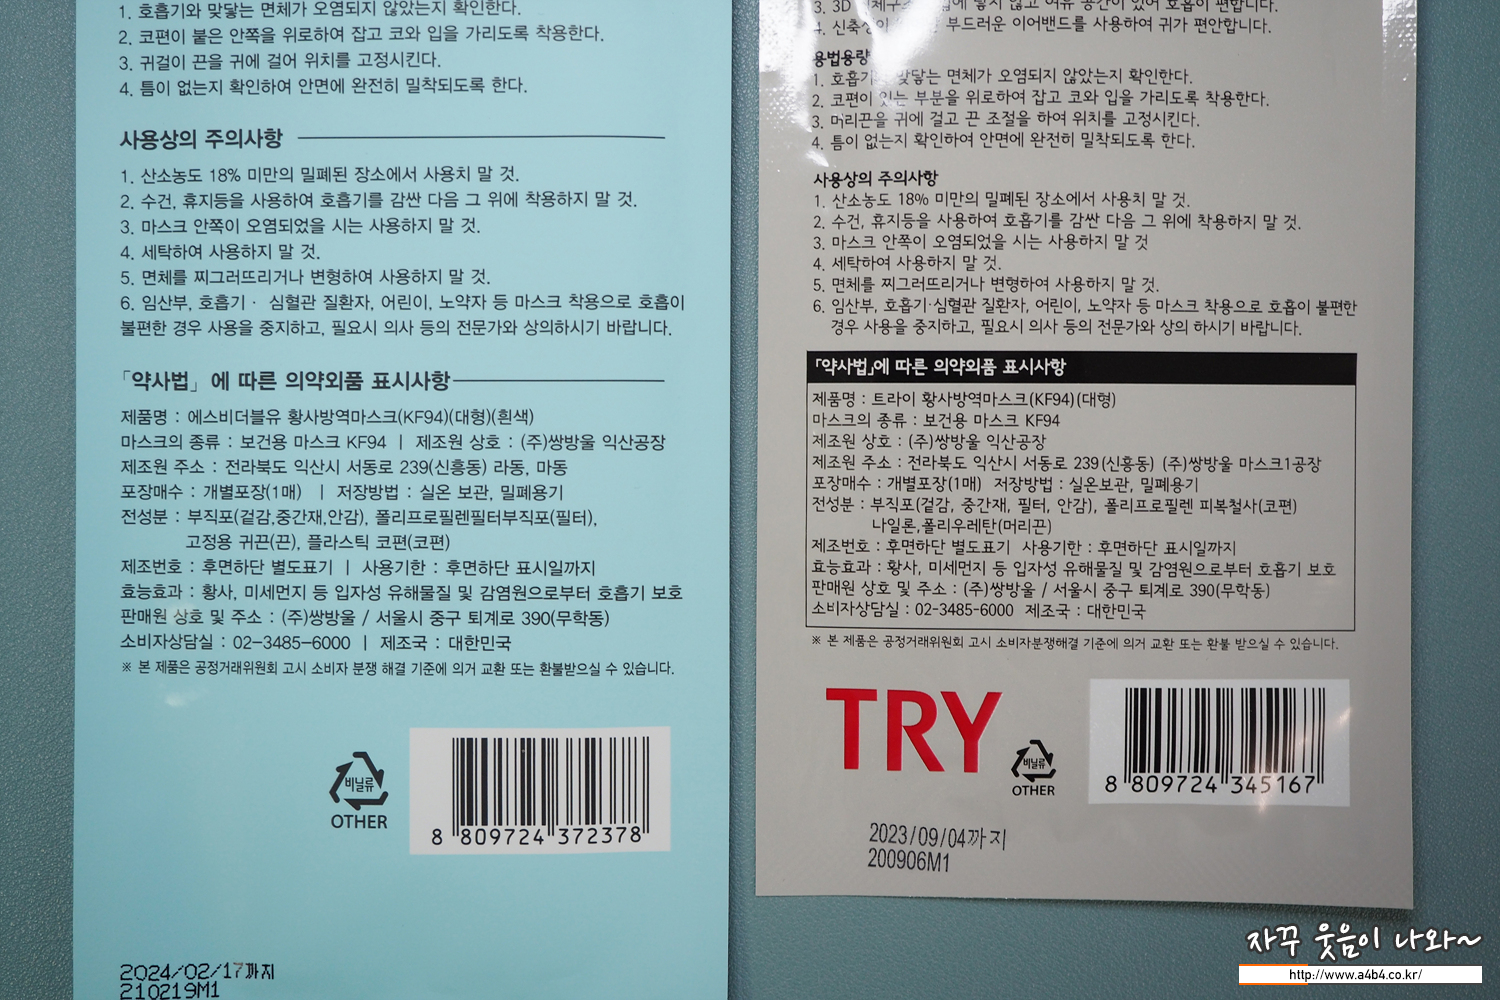 1. 호흡기와 맞닿는 면체가 오염되지 않았는지 확인한다.
2. 코편이 붙은 안쪽을 위로하여 잡고 코와 입을 가리도록 착용한다.
3. 귀걸이 끈을 귀에 걸어 위치를 고정시킨다.
4. 틈이 없는지 확인하여 안면에 완전히 밀착되도록 한다.
사용상의 주의사항
1. 산소농도 18% 미만의 밀폐된 장소에서 사용치 말 것.
2. 수건, 휴지등을 사용하여 호흡기를 감싼 다음 그 위에 착용하지 말 것.
3. 마스크 안쪽이 오염되었을 시는 사용하지 말 것.
4. 세탁하여 사용하지 말 것.
5. 면체를 찌그러뜨리거나 변형하여 사용하지 말 것.
6. 임산부, 호흡기 · 심혈관 질환자, 어린이, 노약자 등 마스크 착용으로 호흡이
불편한 경우 사용을 중지하고, 필요시 의사 등의 전문가와 상의하시기 바랍니다.
「약사법」에 따른 의약외품 표시사항
제품명 : 에스비더블유 황사방역마스크(KF94)(대형)(흰색)
마스크의 종류 : 보건용 마스크 KF94 | 제조원 상호 : (주)쌍방울 익산공장
제조원 주소 : 전라북도 익산시 서동로 239(신흥동) 라동, 마동
포장매수 : 개별포장(1매) | 저장방법 : 실온 보관, 밀폐용기
전성분 : 부직포(겉감,중간재,안감), 폴리프로필렌필터부직포(필터),
고정용 귀끈(끈), 플라스틱 코편(코편)
제조번호 : 후면하단 별도표기 | 사용기한 : 후면하단 표시일까지
효능효과 : 황사, 미세먼지 등 입자성 유해물질 및 감염원으로부터 호흡기 보호
판매원 상호 및 주소 : (주)쌍방울 / 서울시 중구 퇴계로 390(무학동)
소비자상담실 : 02-3485-6000 | 제조국 : 대한민국
※ 본 제품은 공정거래위원회 고시 소비자 분쟁 해결 기준에 의거 교환 또는 환불받으실 수 있습니다.
비닐류
OTHER
8 809724 372378
2024/02/17까지
210219M1
3. 3D 않고 여유 공간이 있어 호흡이 편합니다.
4. 부드러운 이어밴드를 사용하여 귀가 편안합니다.
용법용량
1. 호흡기와 맞닿는 면체가 오염되지 않았는지 확인한다.
2. 코편이 있는 부분을 위로하여 잡고 코와 입을 가리도록 착용한다.
3. 머리끈을 귀에 걸고 끈 조절을 하여 위치를 고정시킨다.
4. 틈이 없는지 확인하여 안면에 완전히 밀착되도록 한다.
사용상의 주의사항
1. 산소농도 18% 미만의 밀폐된 장소에서 사용치 말 것.
2. 수건, 휴지등을 사용하여 호흡기를 감싼 다음 그 위에 착용하지 말 것.
3. 마스크 안쪽이 오염되었을 시는 사용하지 말 것
4. 세탁하여 사용하지 말 것.
5. 면체를 찌그러뜨리거나 변형하여 사용하지 말 것.
6. 임산부, 호흡기·심혈관 질환자, 어린이, 노약자 등 마스크 착용으로 호흡이 불편한
경우 사용을 중지하고, 필요시 의사 등의 전문가와 상의 하시기 바랍니다.
「약사법」에 따른 의약외품 표시사항
제품명 : 트라이 황사방역마스크(KF94)(대형)
마스크의 종류 : 보건용 마스크 KF94
제조원 상호 : (주)쌍방울 익산공장
제조원 주소 : 전라북도 익산시 서동로 239(신흥동) (주)쌍방울 마스크1공장
포장매수 : 개별포장(1매) 저장방법 : 실온보관, 밀폐용기
전성분 : 부직포(겉감, 중간재, 필터, 안감), 폴리프로필렌 피복철사(코편)
나일론,폴리우레탄(머리끈)
제조번호 : 후면하단 별도표기 사용기한 : 후면하단 표시일까지
효능효과 : 황사, 미세먼지 등 입자성 유해물질 및 감염원으로부터 호흡기 보호
판매원 상호 및 주소 : (주)쌍방울 / 서울시 중구 퇴계로 390(무학동)
소비자상담실 : 02-3485-6000 제조국 : 대한민국
※ 본 제품은 공정거래위원회 고시 소비자분쟁해결 기준에 의거 교환 또는 환불 받으실 수 있습니다.
TRY
비닐류
OTHER
8 809724 345167
2023/09/04까지
200906M1
자꾸 웃음이 나와~
http://www.a4b4.co.kr/